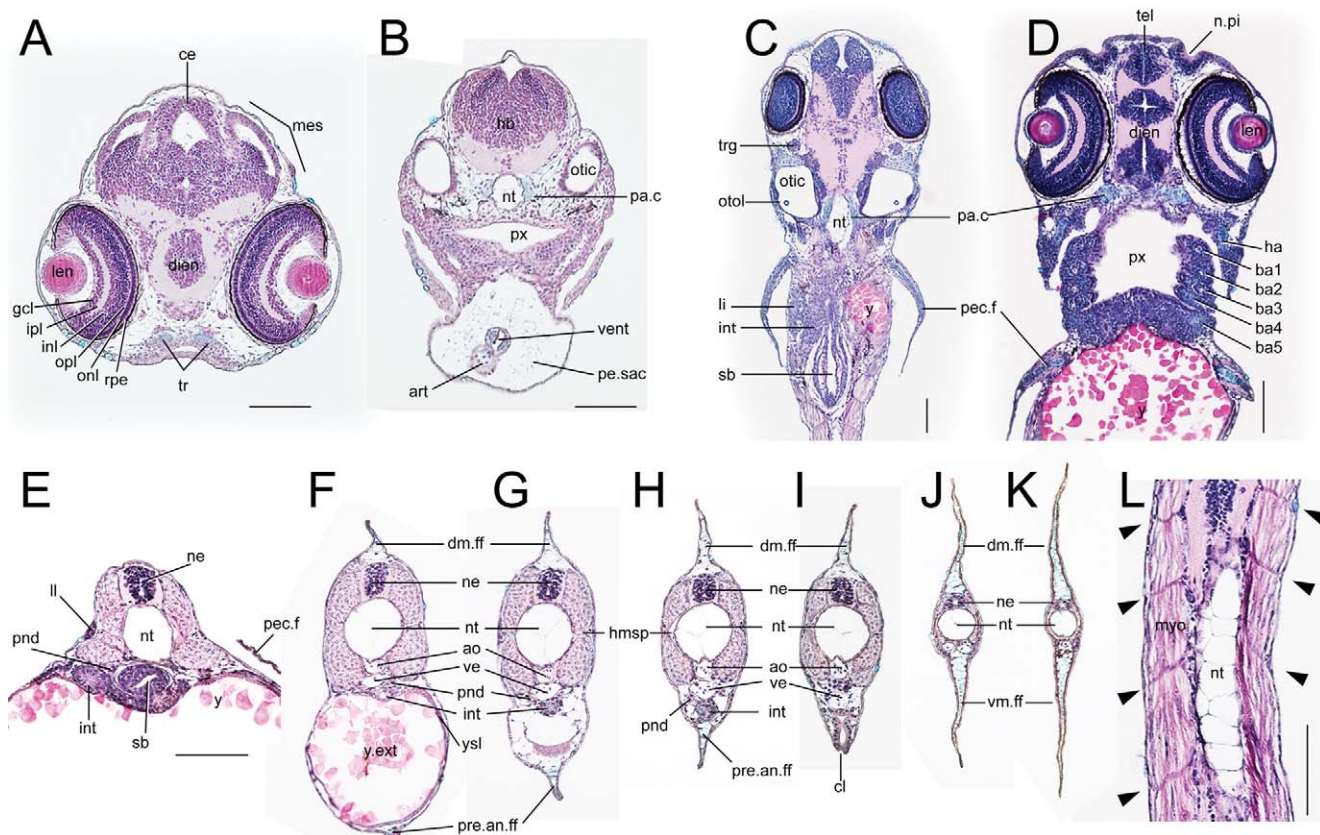 A
ce
mes
len
dien
gcl
ipl
inl
opl
onl
rpe
tr
B
hb
otic
nt
pa.c
px
vent
art
pe.sac
C
trg
otic
otol
nt
pa.c
li
int
y
pec.f
sb
D
tel
n.pi
dien
len
px
ha
ba1
ba2
ba3
ba4
ba5
y
E
ne
ll
nt
pnd
pec.f
int
sb
y
F
G
dm.ff
ne
nt
hmsp
ao
ve
pnd
int
ysl
y.ext
pre.an.ff
H
I
dm.ff
ne
nt
ao
ve
pnd
int
pre.an.ff
cl
J
K
dm.ff
ne
nt
vm.ff
L
myo
nt